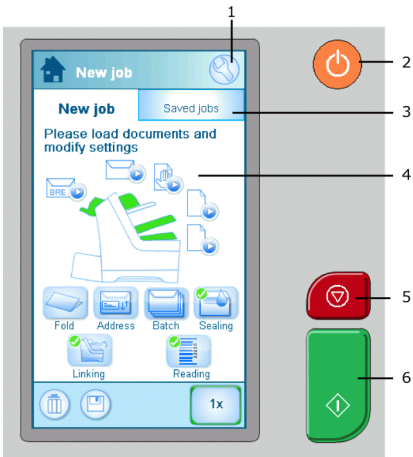 1
New job
2
New job
Saved jobs
3
Please load documents and
modify settings
4
BRE
5
Fold
Address
Batch
Sealing
Linking
Reading
6
1x